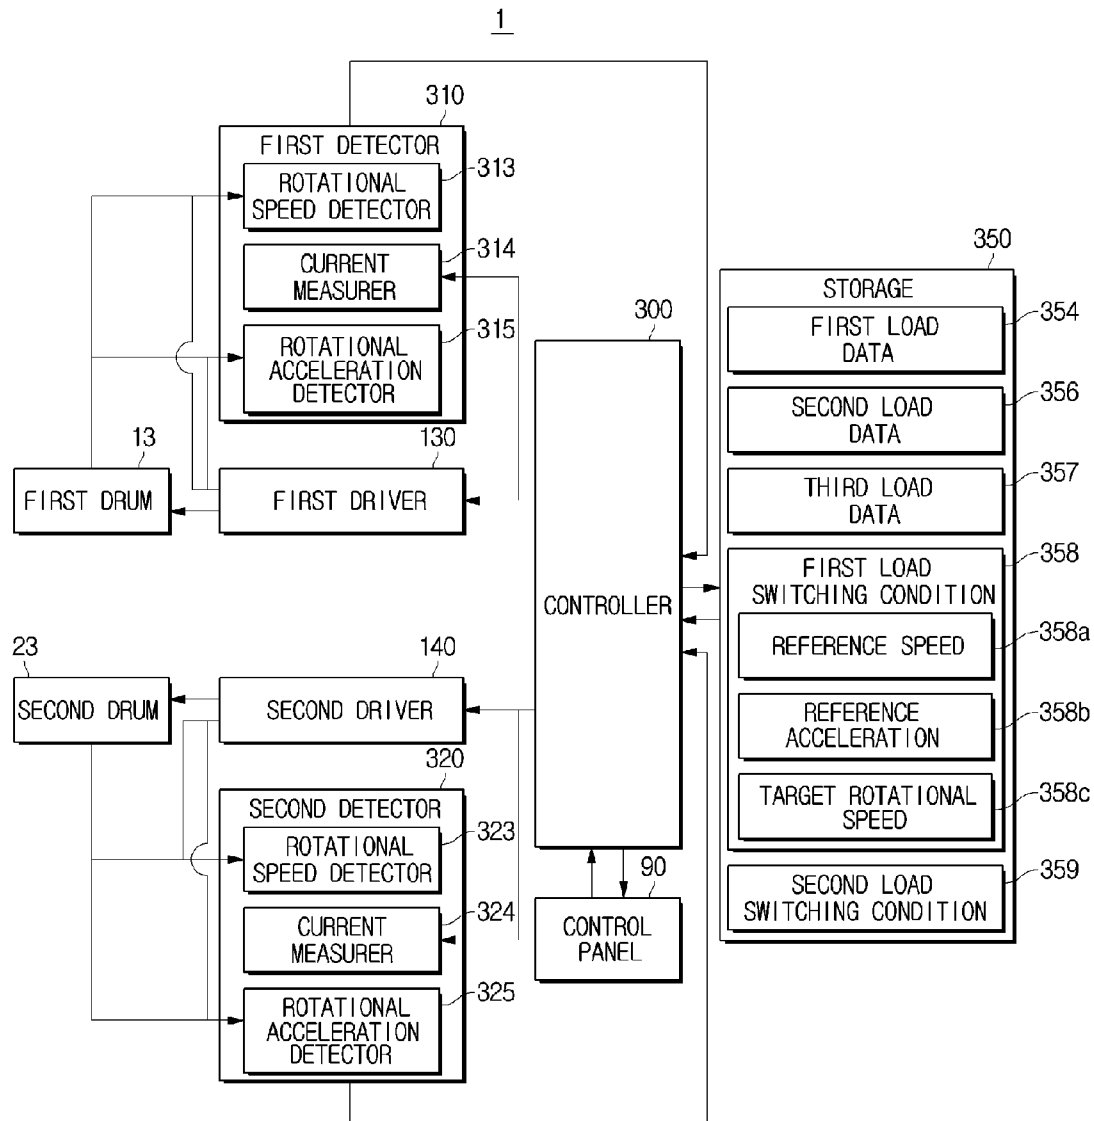 1
310
FIRST DETECTOR
313
ROTATIONAL
SPEED DETECTOR
314
CURRENT
MEASURER
315
ROTATIONAL
ACCELERATION
DETECTOR
13
FIRST DRUM
130
FIRST DRIVER
300
CONTROLLER
350
STORAGE
354
FIRST LOAD
DATA
356
SECOND LOAD
DATA
357
THIRD LOAD
DATA
358
FIRST LOAD
SWITCHING CONDITION
358a
REFERENCE SPEED
358b
REFERENCE
ACCELERATION
358c
TARGET ROTATIONAL
SPEED
359
SECOND LOAD
SWITCHING CONDITION
23
SECOND DRUM
140
SECOND DRIVER
320
SECOND DETECTOR
323
ROTATIONAL
SPEED DETECTOR
324
CURRENT
MEASURER
325
ROTATIONAL
ACCELERATION
DETECTOR
90
CONTROL
PANEL